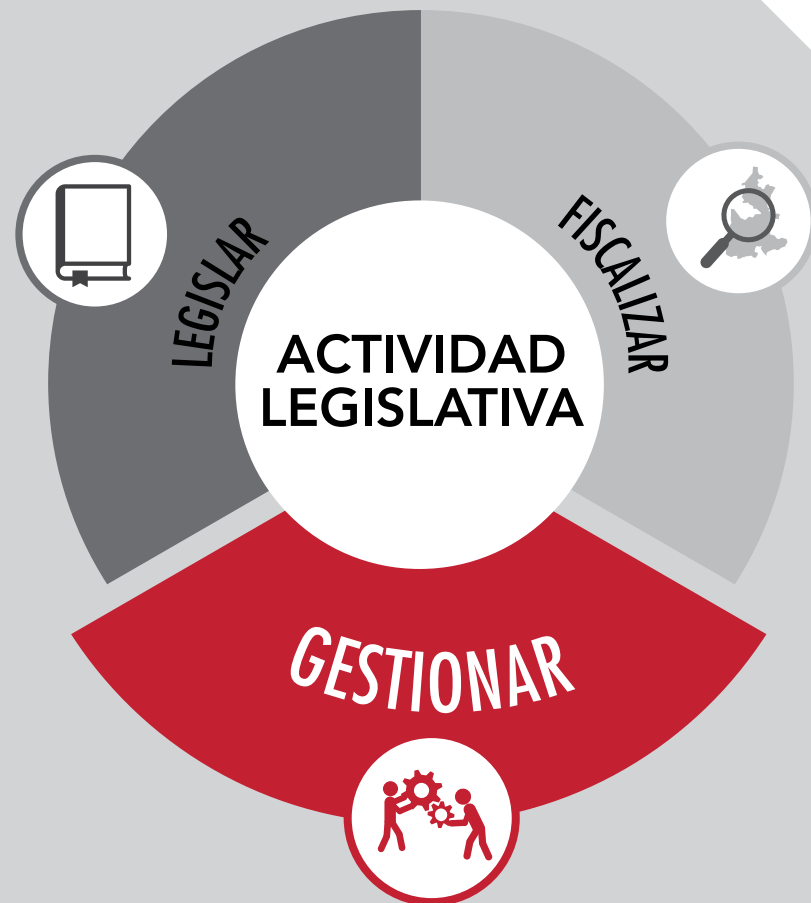 LEGISLAR
FISCALIZAR
ACTIVIDAD
LEGISLATIVA
GESTIONAR